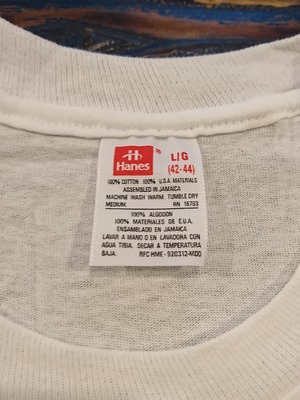 Hanes
L/G
(42-44)
100% COTTON 100% U.S.A. MATERIALS
ASSEMBLED IN JAMAICA
MACHINE WASH WARM. TUMBLE DRY
MEDIUM. RN 15763
100% ALGODON
100% MATERIALES DE E.U.A.
ENSAMBLADO EN JAMAICA
LAVAR A MANO O EN LAVADORA CON
AGUA TIBIA. SECAR A TEMPERATURA
BAJA. RFC HME-920312-MD0